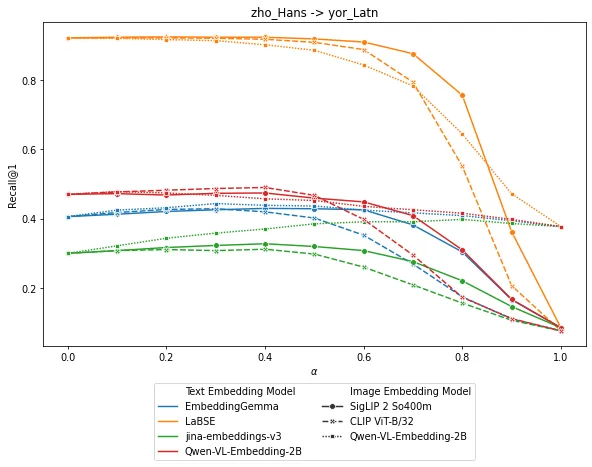 zho_Hans -> yor_Latn
Recall@1
0.8
0.6
0.4
0.2
0.0 0.2 0.4 0.6 0.8 1.0
α
Text Embedding Model Image Embedding Model
EmbeddingGemma SigLIP 2 So400m
LaBSE CLIP ViT-B/32
jina-embeddings-v3 Qwen-VL-Embedding-2B
Qwen-VL-Embedding-2B